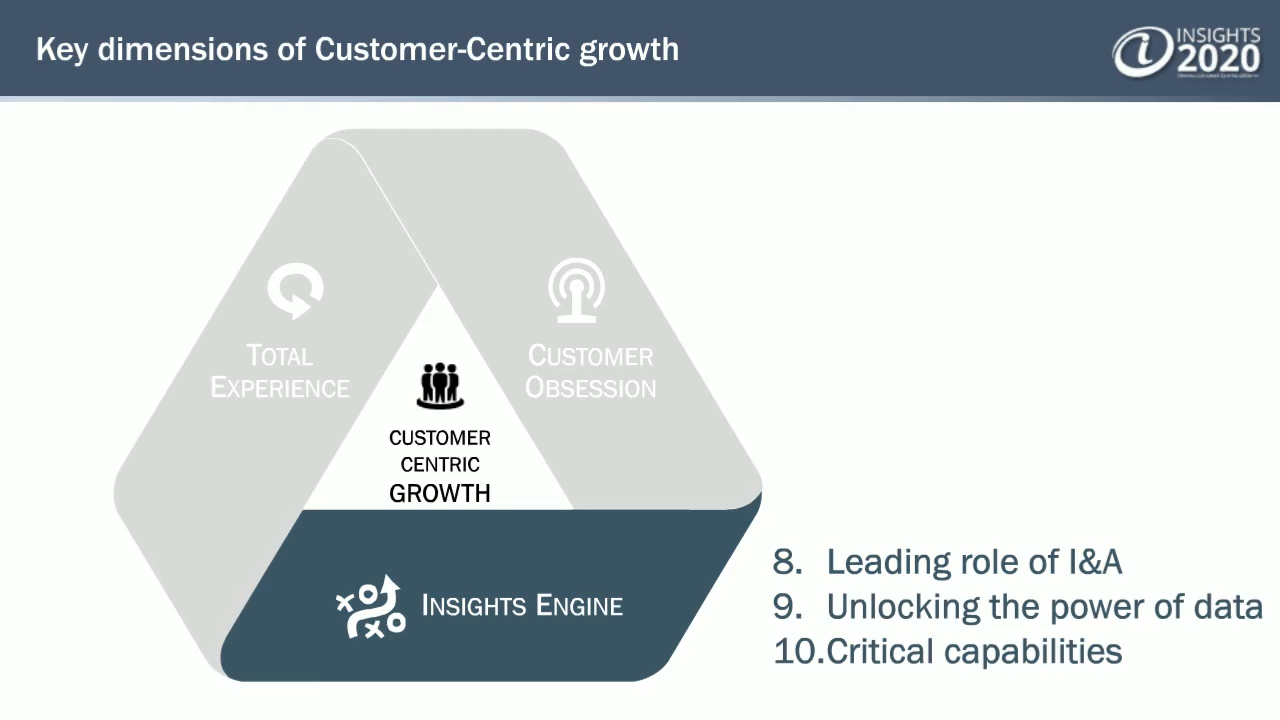 Key dimensions of Customer-Centric growth
INSIGHTS
2020
TOTAL
EXPERIENCE
CUSTOMER
OBSESSION
CUSTOMER
CENTRIC
GROWTH
INSIGHTS ENGINE
8. Leading role of I&A
9. Unlocking the power of data
10.Critical capabilities